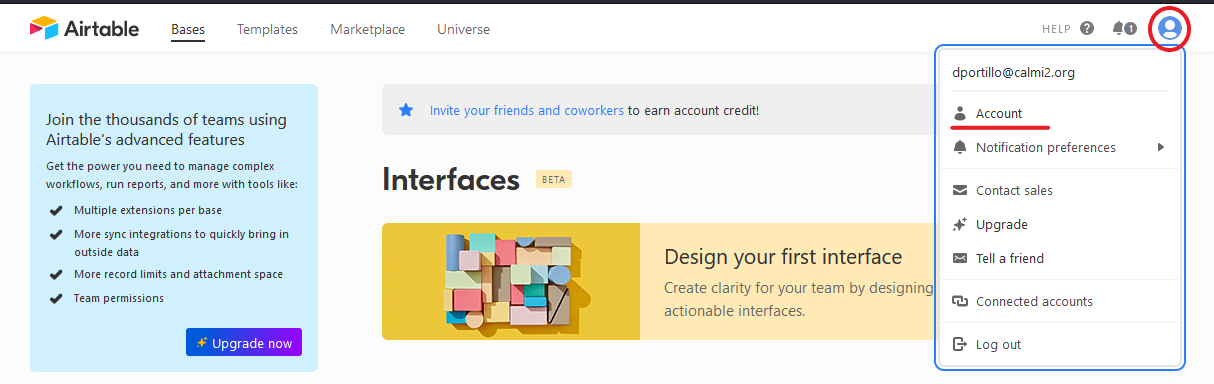 Airtable
Bases
Templates
Marketplace
Universe
HELP
?
1
dportillo@calmi2.org
Account
Notification preferences
Contact sales
Upgrade
Tell a friend
Connected accounts
Log out
Join the thousands of teams using
Airtable's advanced features
Get the power you need to manage complex
workflows, run reports, and more with tools like:
Multiple extensions per base
More sync integrations to quickly bring in
outside data
More record limits and attachment space
Team permissions
Upgrade now
Invite your friends and coworkers to earn account credit!
Interfaces BETA
Design your first interface
Create clarity for your team by designing
actionable interfaces.